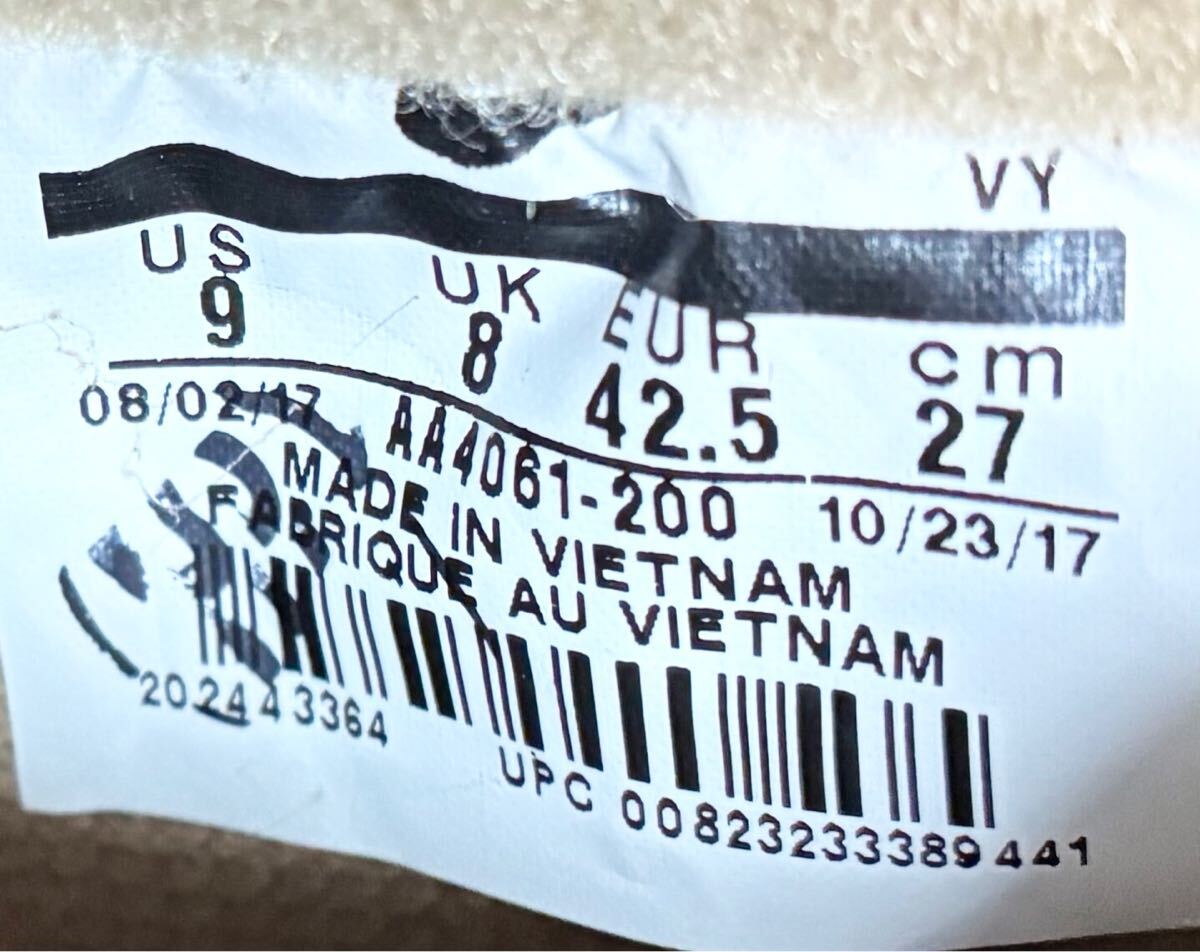 VY
US UK EUR cm
9 8 42.5 27
08/02/17 AA4061-200 10/23/17
MADE IN VIETNAM
FABRIQUE AU VIETNAM
202443364
UPC 00823233389441